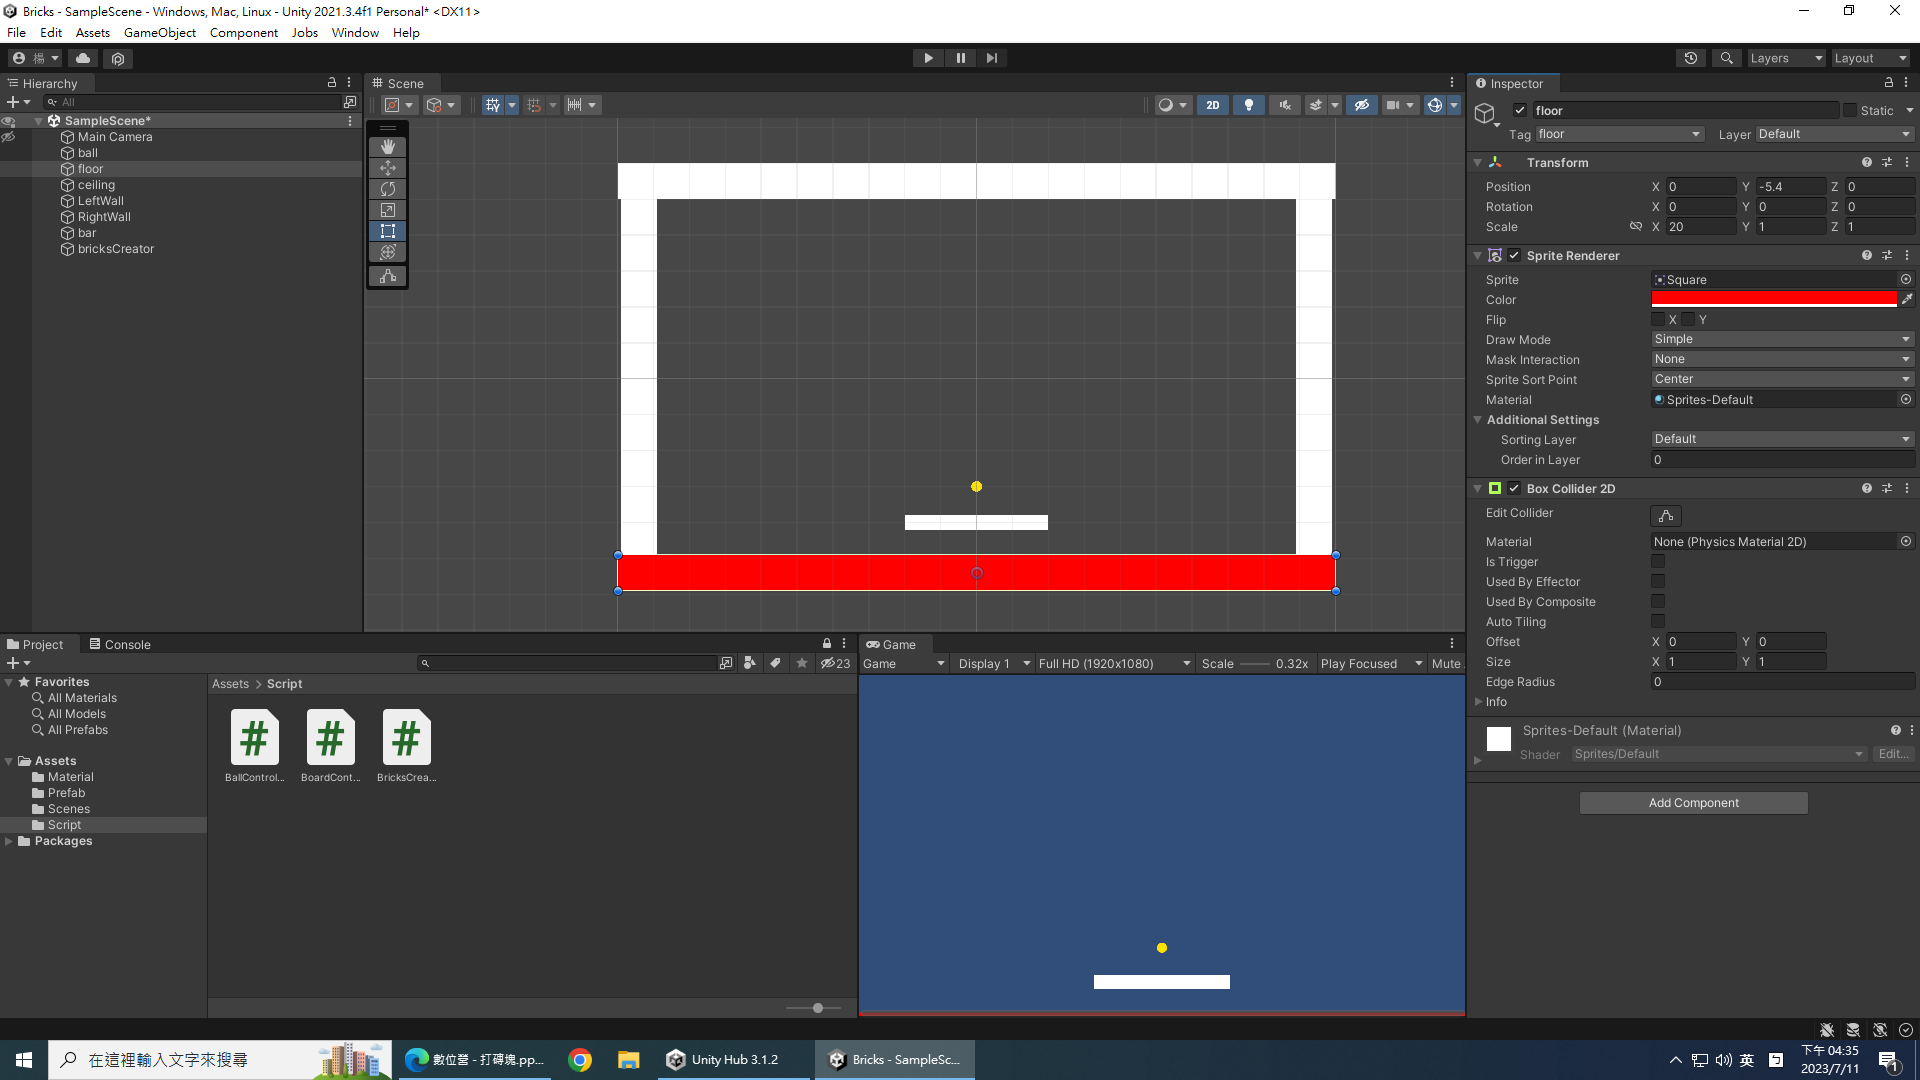 Bricks - SampleScene - Windows, Mac, Linux - Unity 2021.3.4f1 Personal* <DX11>
File Edit Assets GameObject Component Jobs Window Help
楊 Layers Layout
Hierarchy
All
SampleScene*
Main Camera
ball
floor
ceiling
LeftWall
RightWall
bar
bricksCreator
Scene
2D
Inspector
floor Static
Tag floor Layer Default
Transform
Position X 0 Y -5.4 Z 0
Rotation X 0 Y 0 Z 0
Scale X 20 Y 1 Z 1
Sprite Renderer
Sprite Square
Color
Flip X Y
Draw Mode Simple
Mask Interaction None
Sprite Sort Point Center
Material Sprites-Default
Additional Settings
Sorting Layer Default
Order in Layer 0
Box Collider 2D
Edit Collider
Material None (Physics Material 2D)
Is Trigger
Used By Effector
Used By Composite
Auto Tiling
Offset X 0 Y 0
Size X 1 Y 1
Edge Radius 0
Info
Sprites-Default (Material)
Shader Sprites/Default Edit...
Add Component
Project Console
23
Favorites
All Materials
All Models
All Prefabs
Assets
Material
Prefab
Scenes
Script
Packages
Assets > Script
BallControl... BoardCont... BricksCrea...
Game
Game Display 1 Full HD (1920x1080) Scale 0.32x Play Focused Mute
在這裡輸入文字來搜尋
數位營 - 打磚塊.pp...
Unity Hub 3.1.2
Bricks - SampleSc...
英
下午 04:35
2023/7/11
1